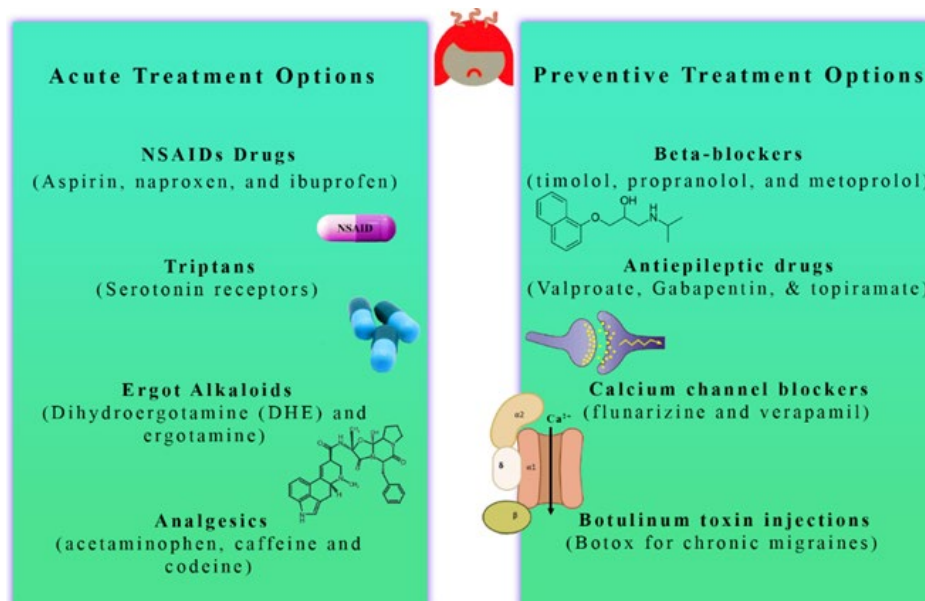 Acute Treatment Options
NSAIDs Drugs
(Aspirin, naproxen, and ibuprofen)
NSAID
Triptans
(Serotonin receptors)
Ergot Alkaloids
(Dihydroergotamine (DHE) and
ergotamine)
Analgesics
(acetaminophen, caffeine and
codeine)
Preventive Treatment Options
Beta-blockers
(timolol, propranolol, and metoprolol)
OH
H
N
O
Antiepileptic drugs
(Valproate, Gabapentin, & topiramate)
Calcium channel blockers
(flunarizine and verapamil)
α2
Ca²⁺
δ
α1
β
Botulinum toxin injections
(Botox for chronic migraines)